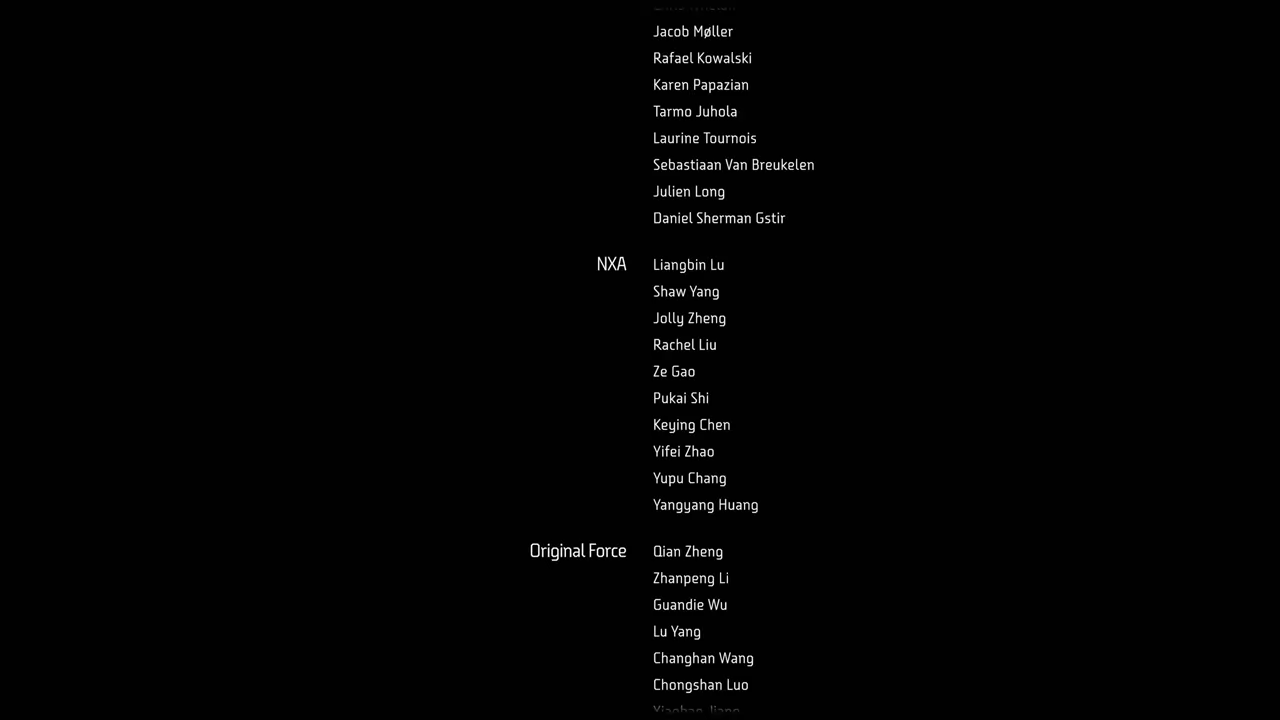 Jacob Møller
Rafael Kowalski
Karen Papazian
Tarmo Juhola
Laurine Tournois
Sebastiaan Van Breukelen
Julien Long
Daniel Sherman Gstir
NXA Liangbin Lu
Shaw Yang
Jolly Zheng
Rachel Liu
Ze Gao
Pukai Shi
Keying Chen
Yifei Zhao
Yupu Chang
Yangyang Huang
Original Force Qian Zheng
Zhanpeng Li
Guandie Wu
Lu Yang
Changhan Wang
Chongshan Luo